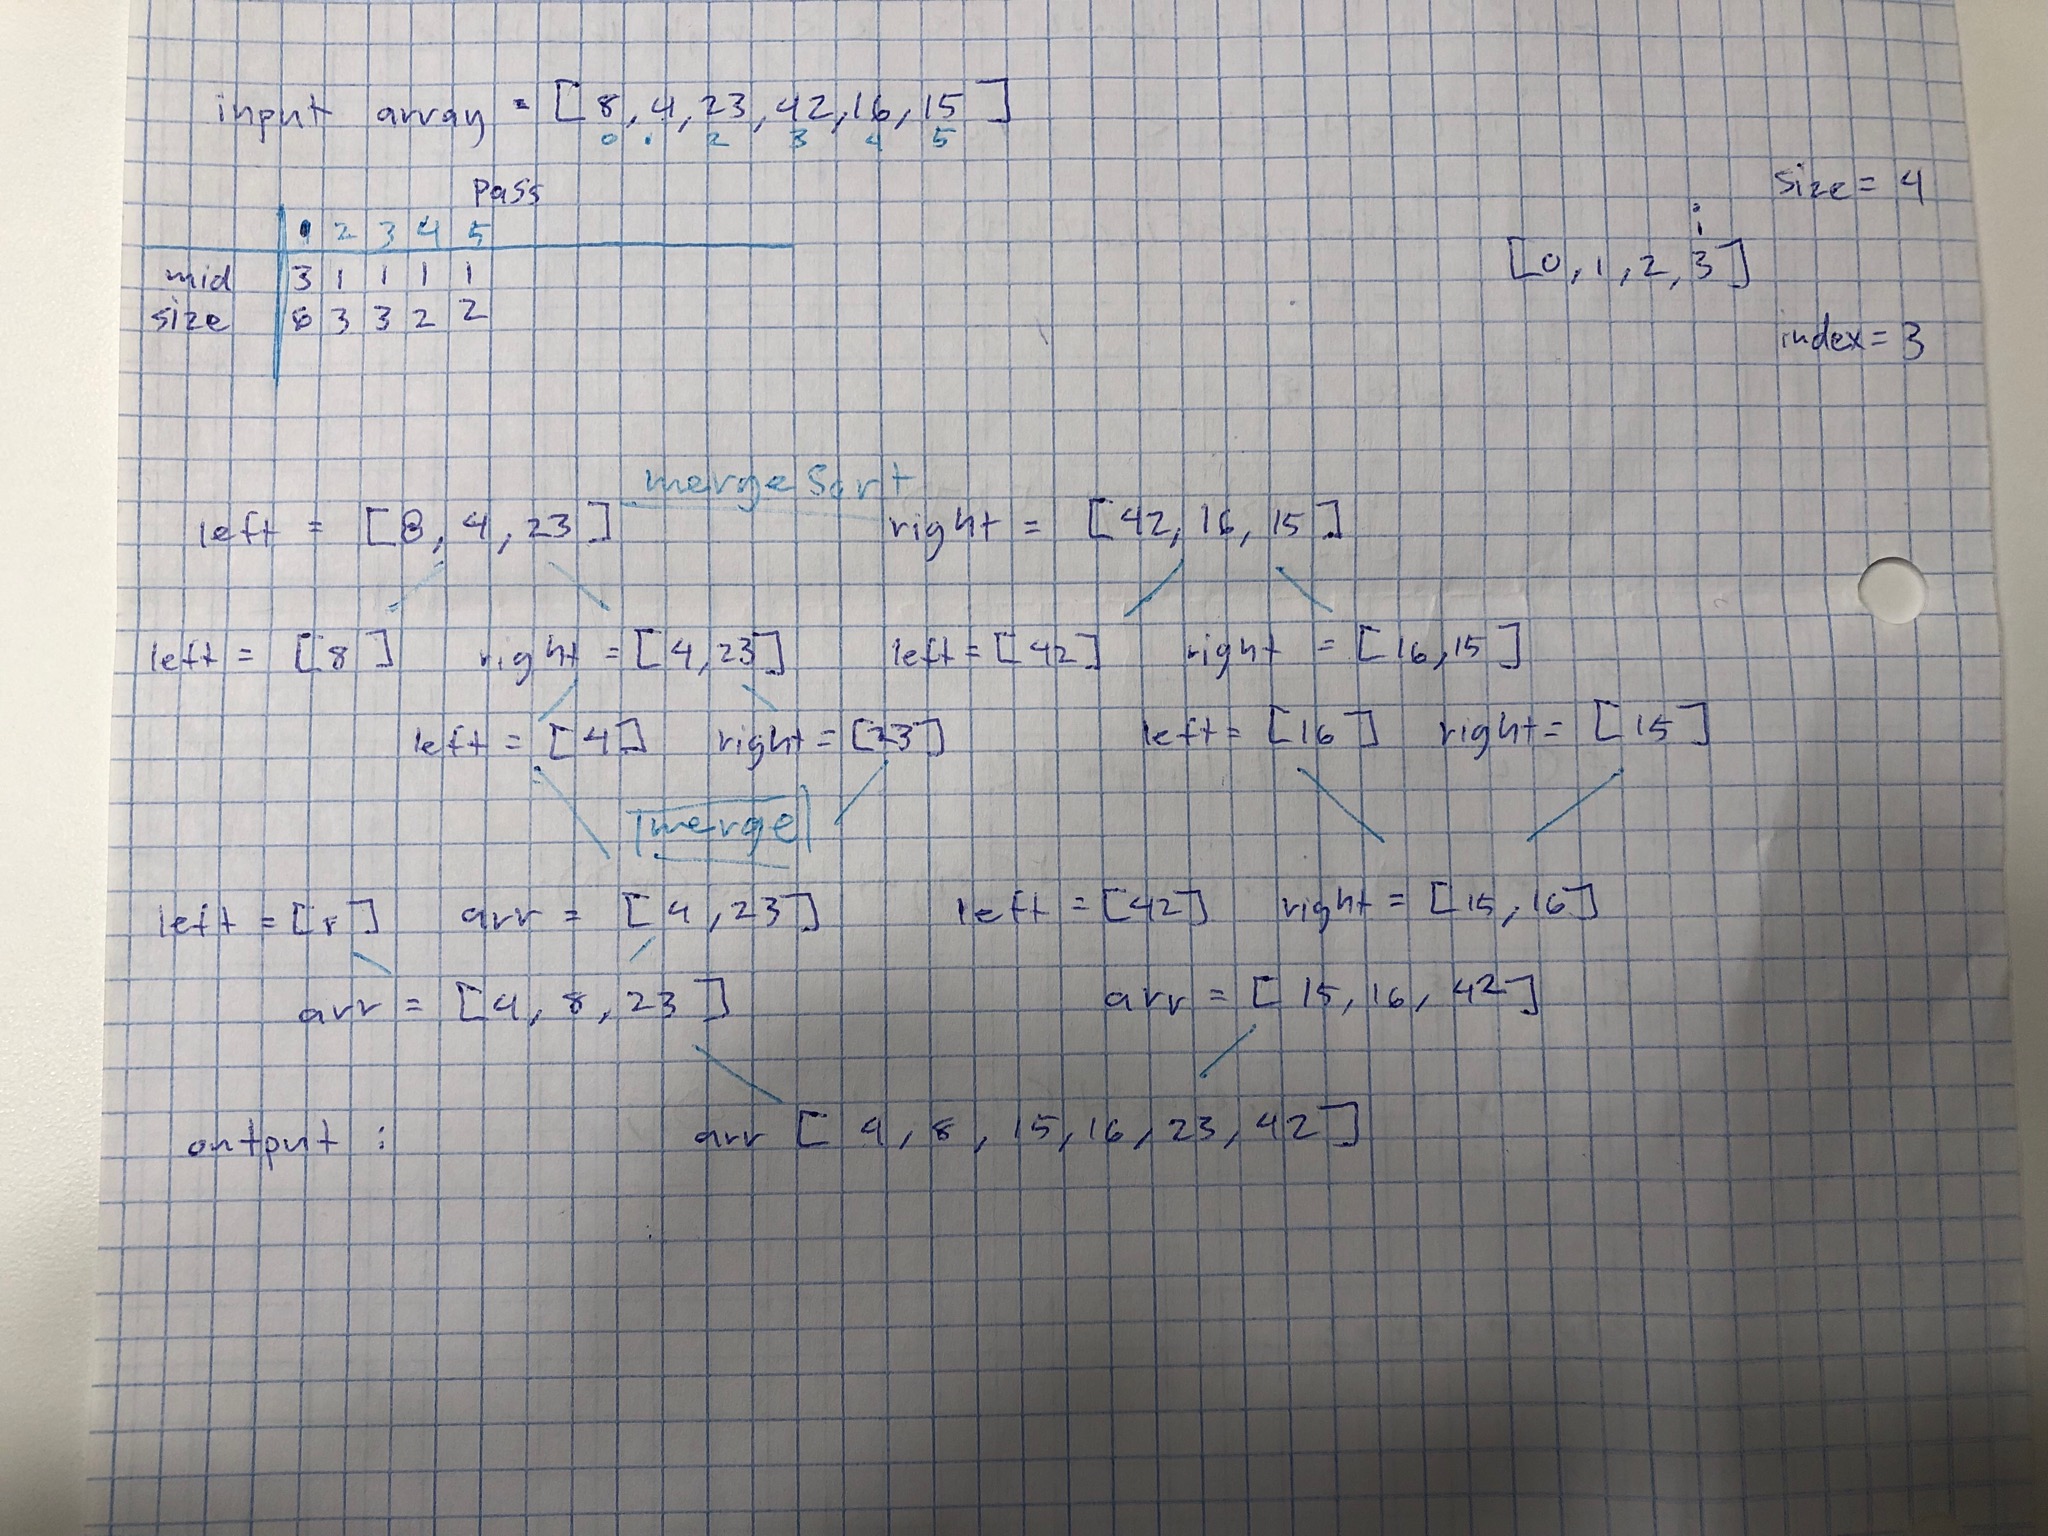 input array = [8, 4, 23, 42, 16, 15]
0 1 2 3 4 5
size = 4
pass
i
1 2 3 4 5
[0, 1, 2, 3]
mid 3 1 1 1 1
size 6 3 3 2 2
index = 3
mergeSort
left = [8, 4, 23] right = [42, 16, 15]
left = [8] right = [4, 23] left = [42] right = [16, 15]
left = [4] right = [23] left = [16] right = [15]
merge
left = [8] arr = [4, 23] left = [42] right = [15, 16]
arr = [4, 8, 23] arr = [15, 16, 42]
output : arr [4, 8, 15, 16, 23, 42]